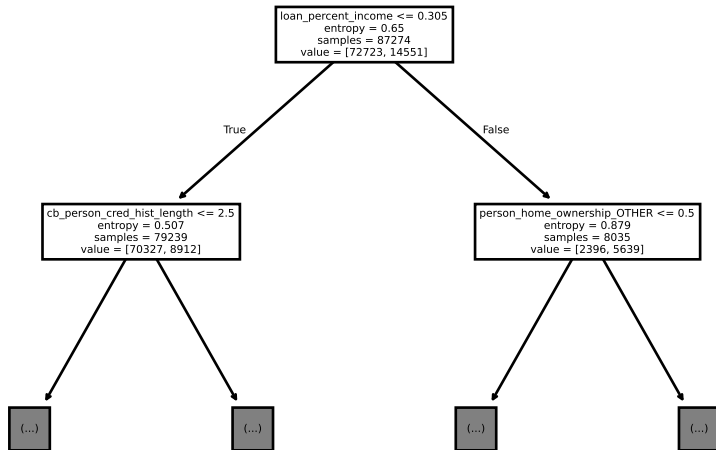 loan_percent_income <= 0.305
entropy = 0.65
samples = 87274
value = [72723, 14551]
True
False
cb_person_cred_hist_length <= 2.5
entropy = 0.507
samples = 79239
value = [70327, 8912]
person_home_ownership_OTHER <= 0.5
entropy = 0.879
samples = 8035
value = [2396, 5639]
(...)
(...)
(...)
(...)